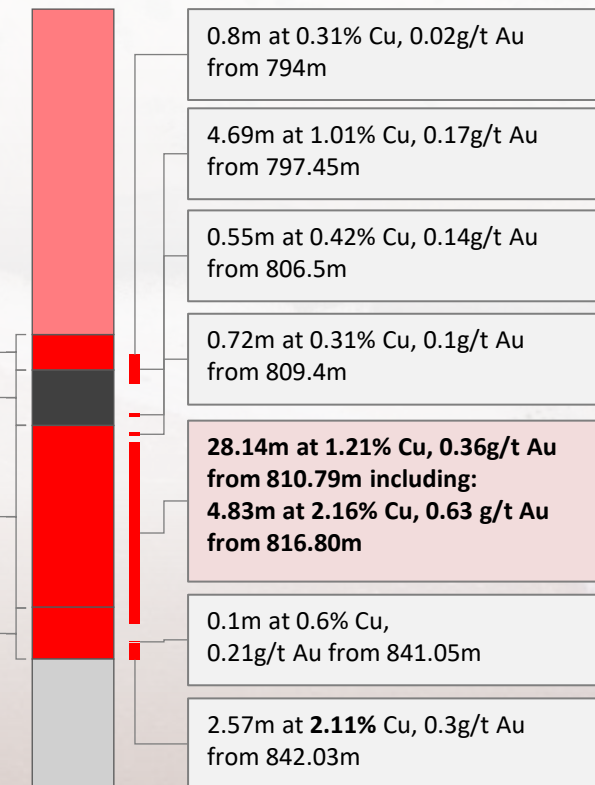 0.8m at 0.31% Cu, 0.02g/t Au
from 794m
4.69m at 1.01% Cu, 0.17g/t Au
from 797.45m
0.55m at 0.42% Cu, 0.14g/t Au
from 806.5m
0.72m at 0.31% Cu, 0.1g/t Au
from 809.4m
28.14m at 1.21% Cu, 0.36g/t Au
from 810.79m including:
4.83m at 2.16% Cu, 0.63 g/t Au
from 816.80m
0.1m at 0.6% Cu,
0.21g/t Au from 841.05m
2.57m at 2.11% Cu, 0.3g/t Au
from 842.03m